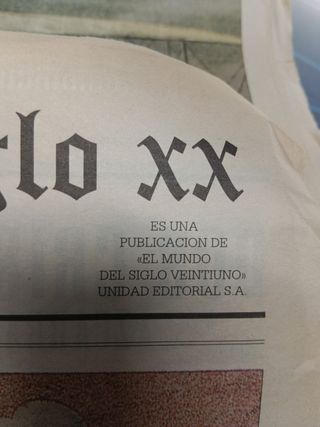 glo xx
ES UNA
PUBLICACION DE
«EL MUNDO
DEL SIGLO VEINTIUNO»
UNIDAD EDITORIAL S.A.